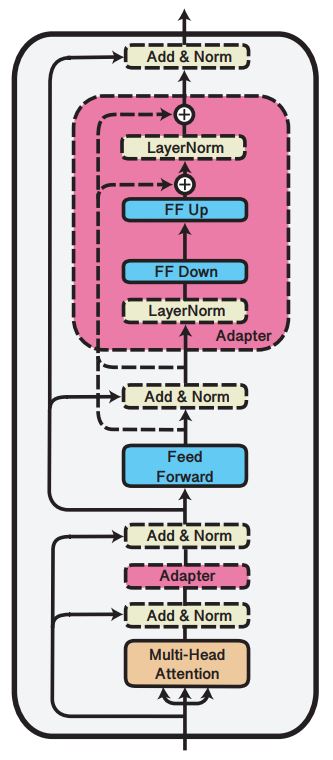 Add & Norm
LayerNorm
FF Up
FF Down
LayerNorm
Adapter
Add & Norm
Feed
Forward
Add & Norm
Adapter
Add & Norm
Multi-Head
Attention